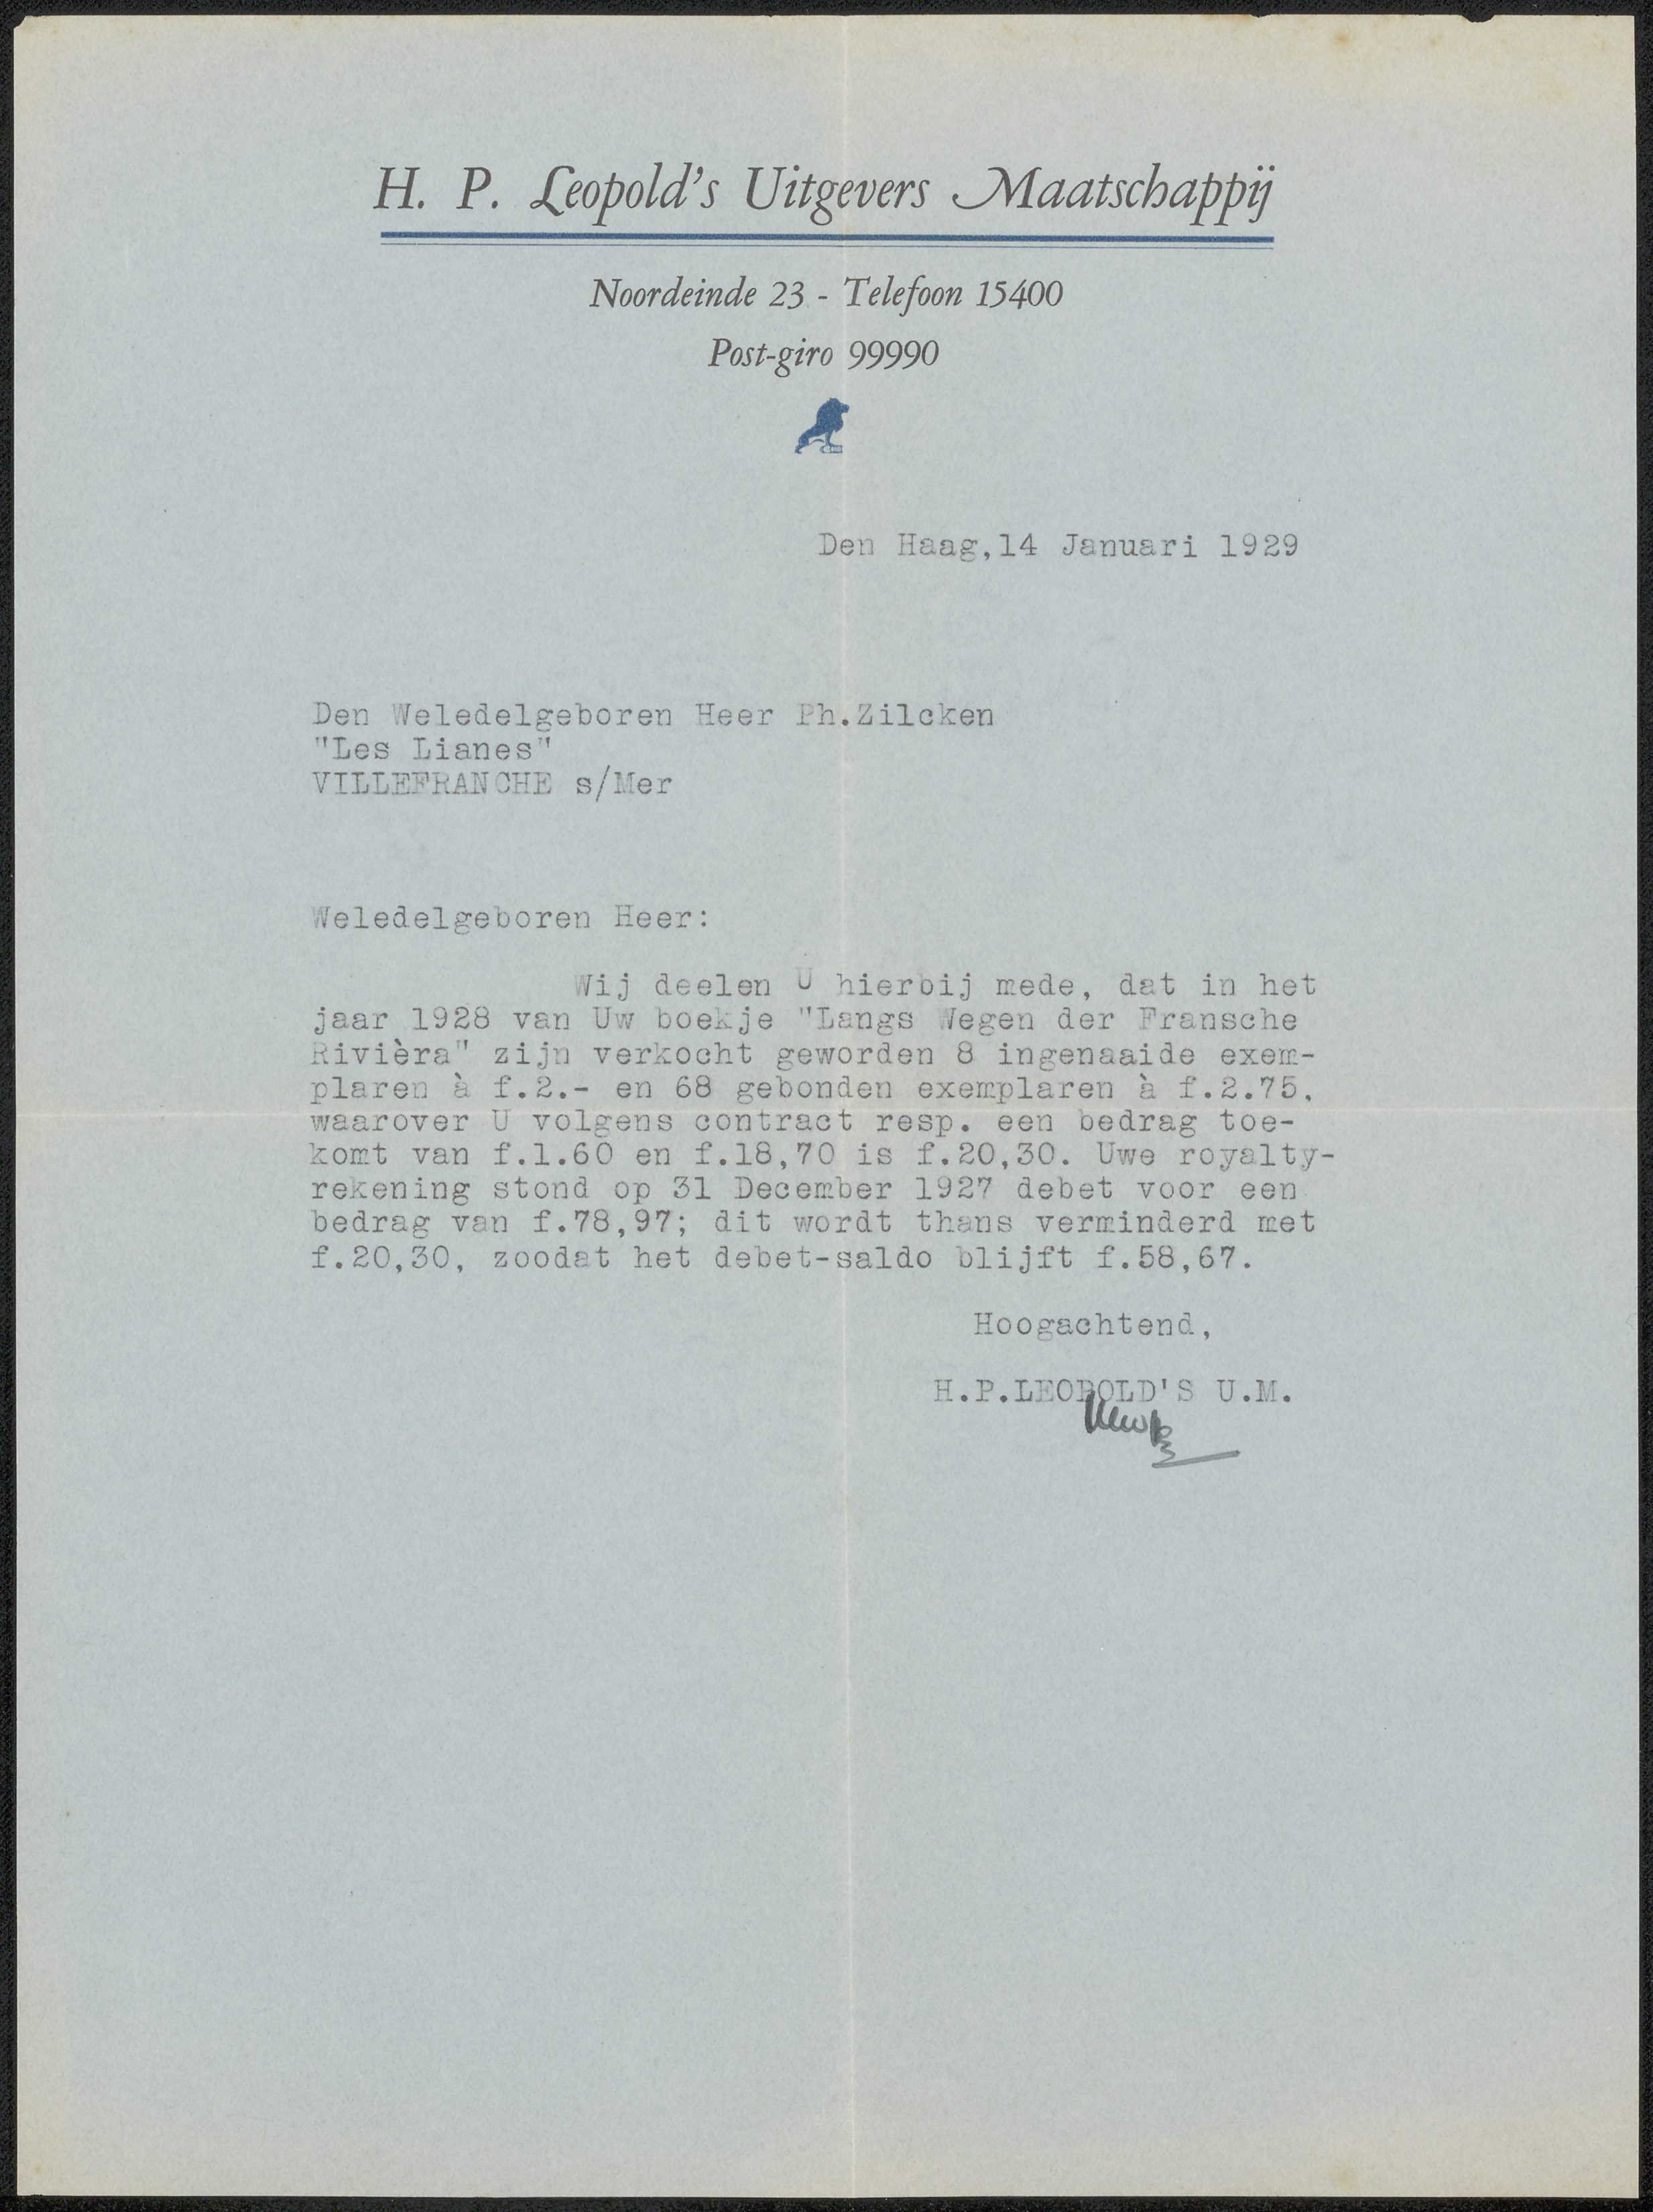 H. P. Leopold's Uitgevers Maatschappij
Noordeinde 23 - Telefoon 15400
Post-giro 99990
Den Haag,14 Januari 1929
Den Weledelgeboren Heer Ph.Zilcken
"Les Lianes"
VILLEFRANCHE s/Mer
Weledelgeboren Heer:
Wij deelen U hierbij mede, dat in het
jaar 1928 van Uw boekje "Langs Wegen der Fransche
Rivièra" zijn verkocht geworden 8 ingenaaide exem-
plaren à f.2.- en 68 gebonden exemplaren à f.2.75,
waarover U volgens contract resp. een bedrag toe-
komt van f.1.60 en f.18,70 is f.20,30. Uwe royalty-
rekening stond op 31 December 1927 debet voor een
bedrag van f.78,97; dit wordt thans verminderd met
f.20,30, zoodat het debet-saldo blijft f.58,67.
Hoogachtend,
H.P.LEOPOLD'S U.M.